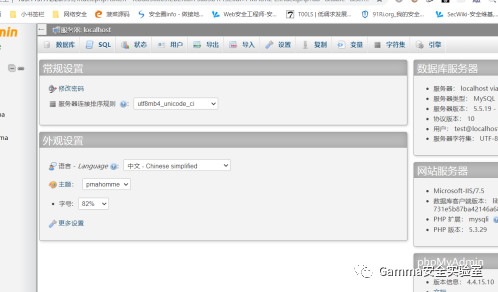 小书签栏 网络安全 菜鹰源码 安全圈info - 做接地... Web安全工程师-安... T00LS | 低调求发展... 91Ri.org_我的安全... SecWiki-安全维基...
服务器: localhost
数据库 SQL 状态 用户 导出 导入 设置 复制 变量 字符集 引擎
常规设置
修改密码
服务器连接排序规则 : utf8mb4_unicode_ci
外观设置
语言 - Language : 中文 - Chinese simplified
主题: pmahomme
字号: 82%
更多设置
数据库服务器
服务器: localhost via
服务器类型: MySQL
服务器版本: 5.5.19 -
协议版本: 10
用户: test@localhost
服务器字符集: UTF-8
网站服务器
Microsoft-IIS/7.5
数据库客户端版本: lib
731e5b87ba42146a6
PHP 扩展: mysqli
PHP 版本: 5.3.29
phpMyAdmin
版本信息: 4.4.15.10
文档
Gamma安全实验室